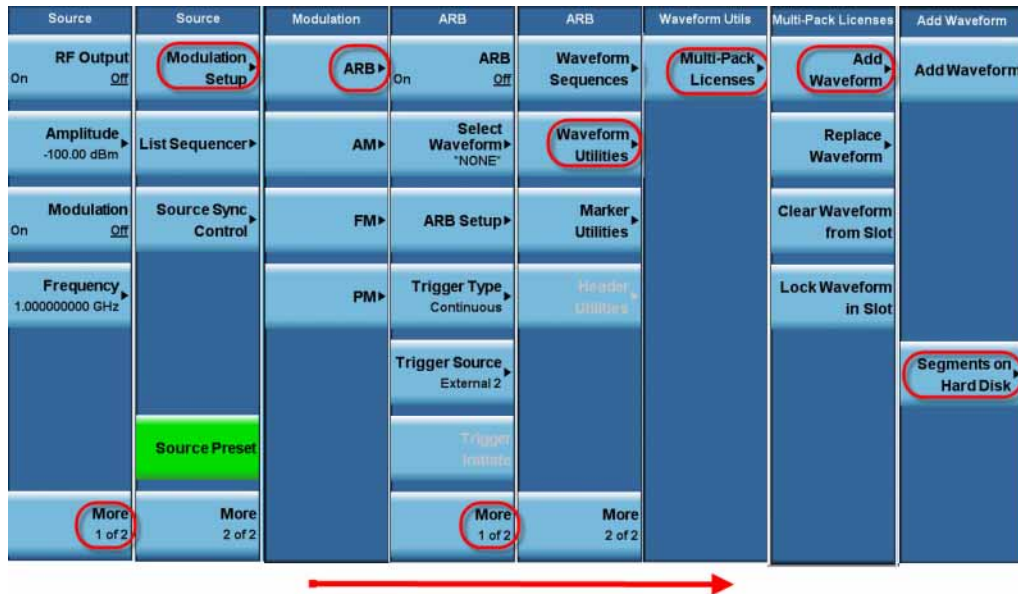 Source
RF Output
On Off
Amplitude
-100.00 dBm
Modulation
On Off
Frequency
1.000000000 GHz
More
1 of 2
Source
Modulation
Setup
List Sequencer
Source Sync
Control
Source Preset
More
2 of 2
Modulation
ARB
AM
FM
PM
ARB
ARB
On Off
Select
Waveform
"NONE"
ARB Setup
Trigger Type
Continuous
Trigger Source
External 2
Trigger
Initiate
More
1 of 2
ARB
Waveform
Sequences
Waveform
Utilities
Marker
Utilities
Header
Utilities
More
2 of 2
Waveform Utils
Multi-Pack
Licenses
Multi-Pack Licenses
Add
Waveform
Replace
Waveform
Clear Waveform
from Slot
Lock Waveform
in Slot
Add Waveform
Add Waveform
Segments on
Hard Disk